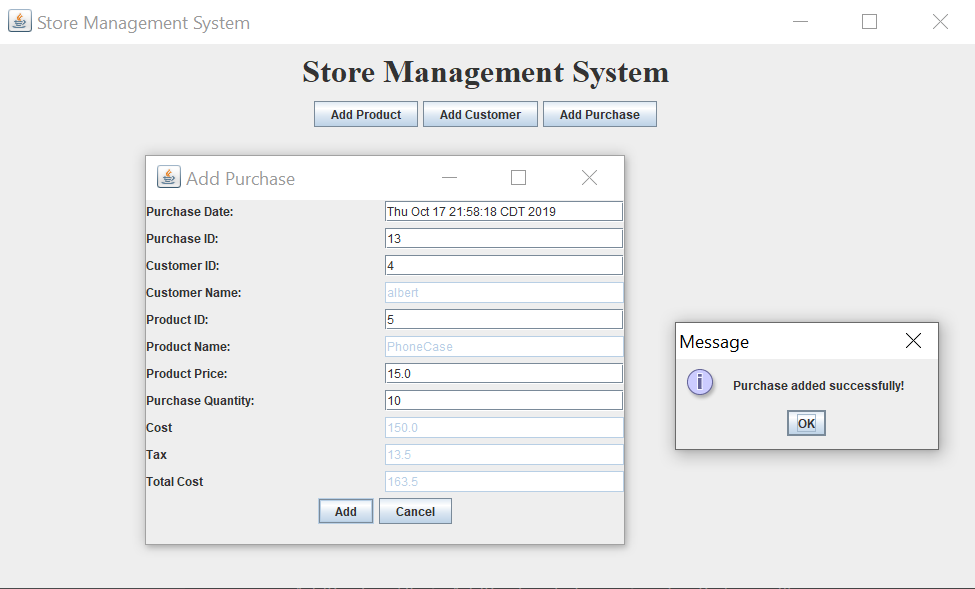 Store Management System
Store Management System
Add Product Add Customer Add Purchase
Add Purchase
Purchase Date: Thu Oct 17 21:58:18 CDT 2019
Purchase ID: 13
Customer ID: 4
Customer Name: albert
Product ID: 5
Product Name: PhoneCase
Product Price: 15.0
Purchase Quantity: 10
Cost 150.0
Tax 13.5
Total Cost 163.5
Add Cancel
Message
Purchase added successfully!
OK